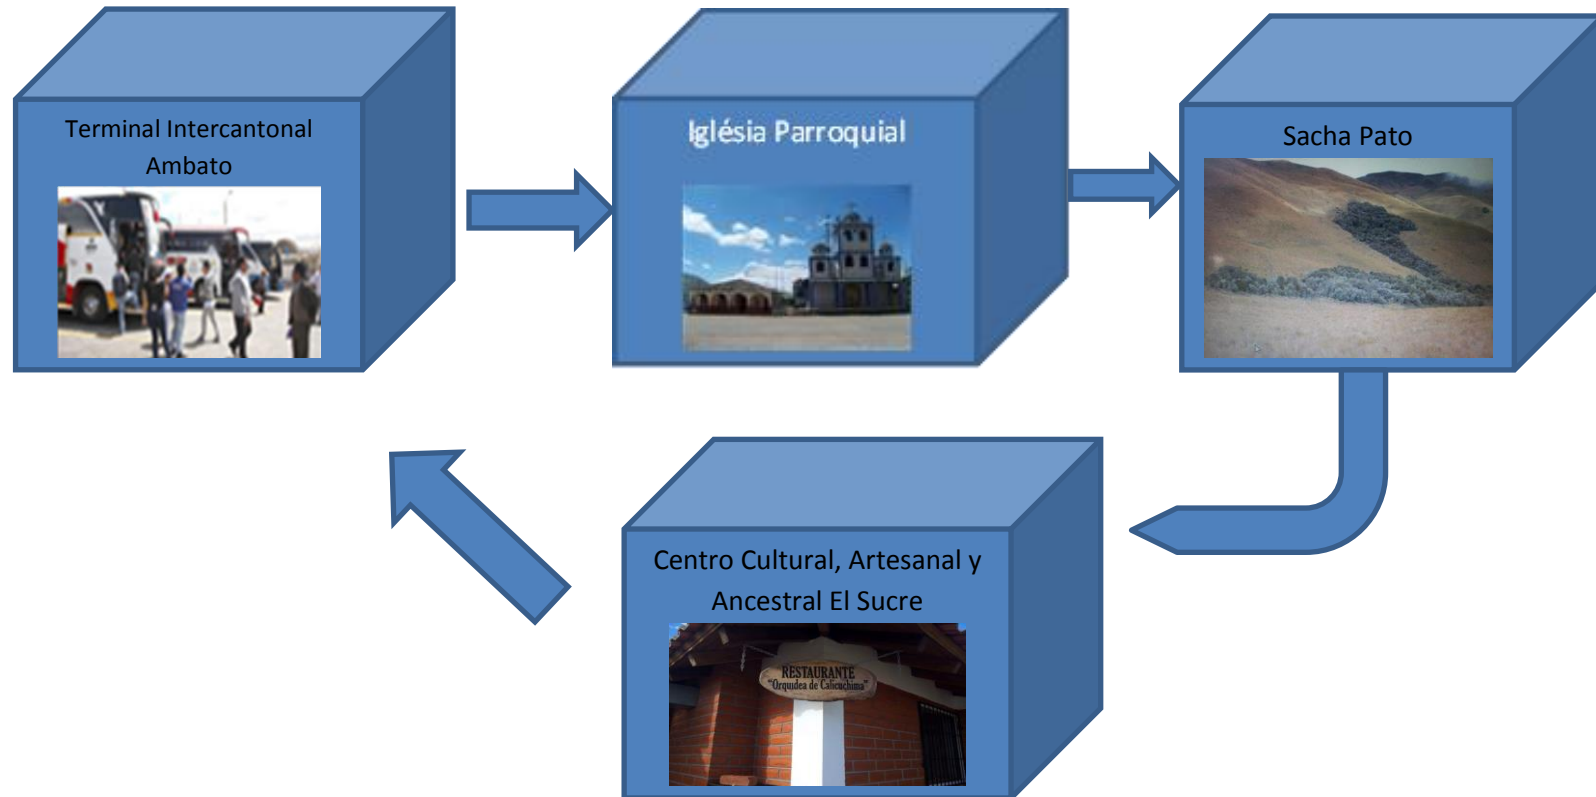 Terminal Intercantonal
Ambato
Iglésia Parroquial
Sacha Pato
Centro Cultural, Artesanal y
Ancestral El Sucre
RESTAURANTE
"Orquidea de Calicuchima"